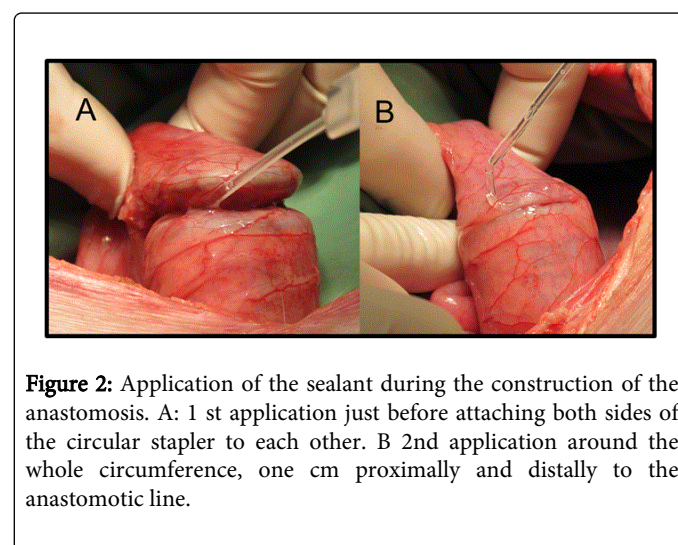 A
B
Figure 2: Application of the sealant during the construction of the
anastomosis. A: 1 st application just before attaching both sides of
the circular stapler to each other. B 2nd application around the
whole circumference, one cm proximally and distally to the
anastomotic line.